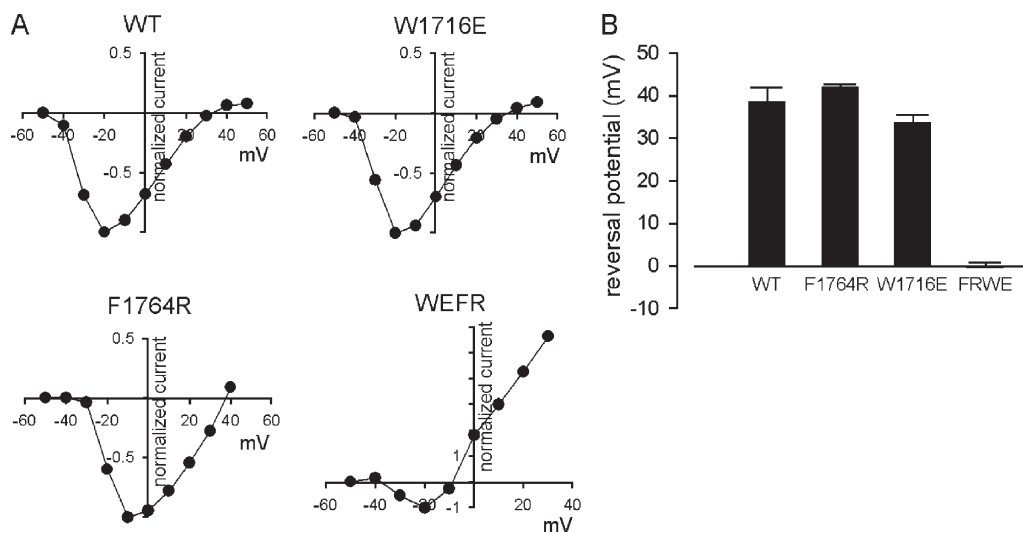 A
WT
0.5
normalized current
-60 -40 -20 20 40 60
mV
-0.5
W1716E
0.5
normalized current
-60 -40 -20 20 40 60
mV
-0.5
B
50
40
30
20
10
0
-10
reversal potential (mV)
WT F1764R W1716E FRWE
F1764R
0.5
normalized current
-60 -40 -20 20 40 60
mV
-0.5
WEFR
normalized current
1
-60 -40 -20 20 40
-1
mV